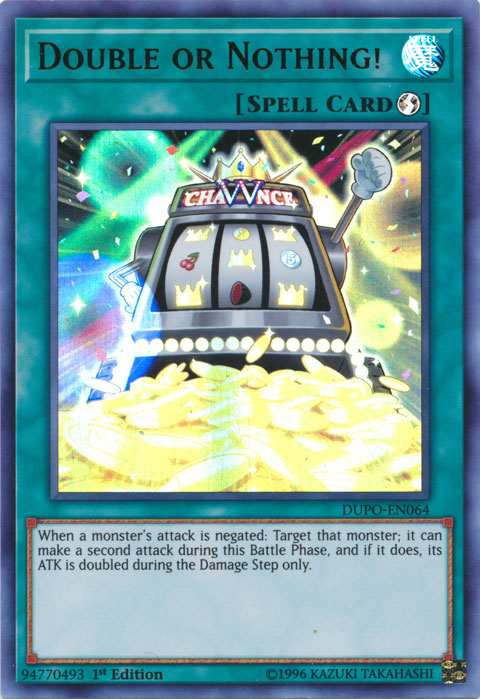 DOUBLE OR NOTHING!
SPELL
魔
[SPELL CARD]
CHAVVNCE
DUPO-EN064
When a monster's attack is negated: Target that monster; it can
make a second attack during this Battle Phase, and if it does, its
ATK is doubled during the Damage Step only.
94770493 1st Edition ©1996 KAZUKI TAKAHASHI